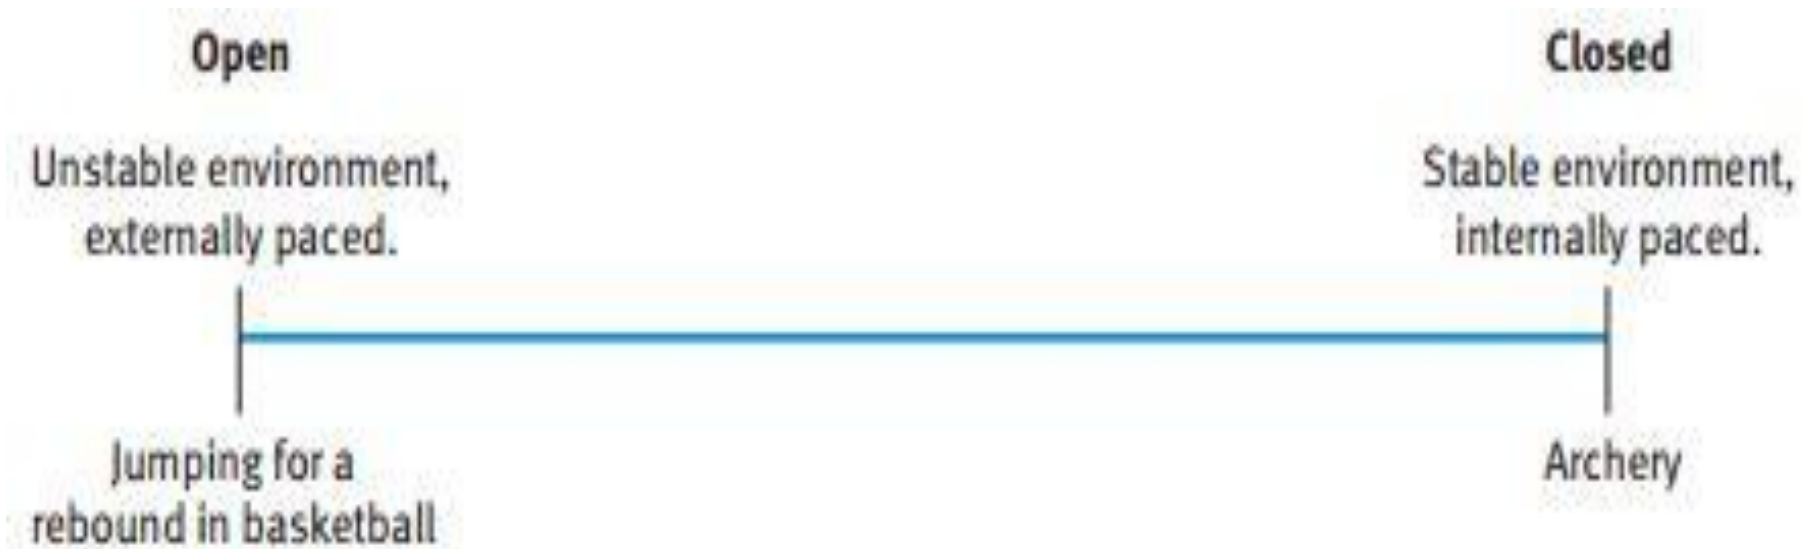 Open
Unstable environment,
externally paced.
Jumping for a
rebound in basketball
Closed
Stable environment,
internally paced.
Archery